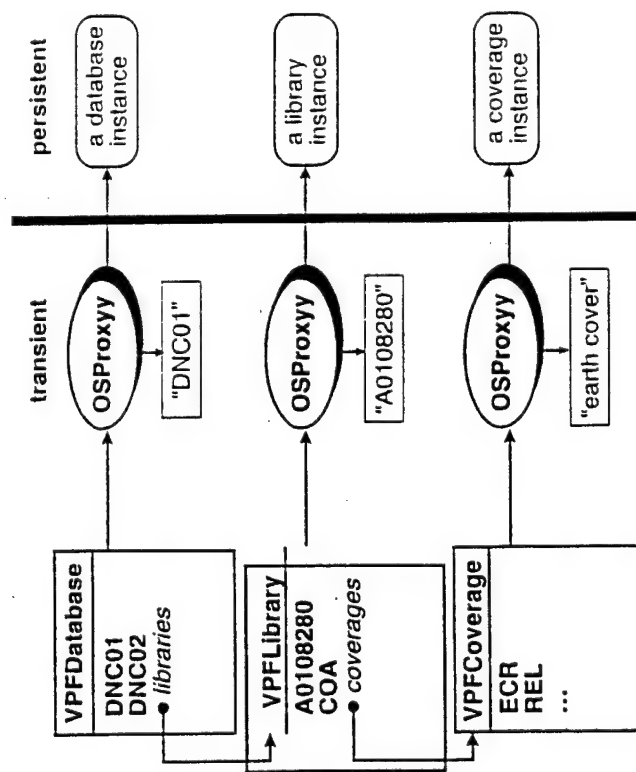 transient
persistent
VPFDatabase
DNC01
DNC02
libraries
OSProxyy
"DNC01"
a database
instance
VPFLibrary
A0108280
COA
coverages
OSProxyy
"A0108280"
a library
instance
VPFCoverage
ECR
REL
...
OSProxyy
"earth cover"
a coverage
instance